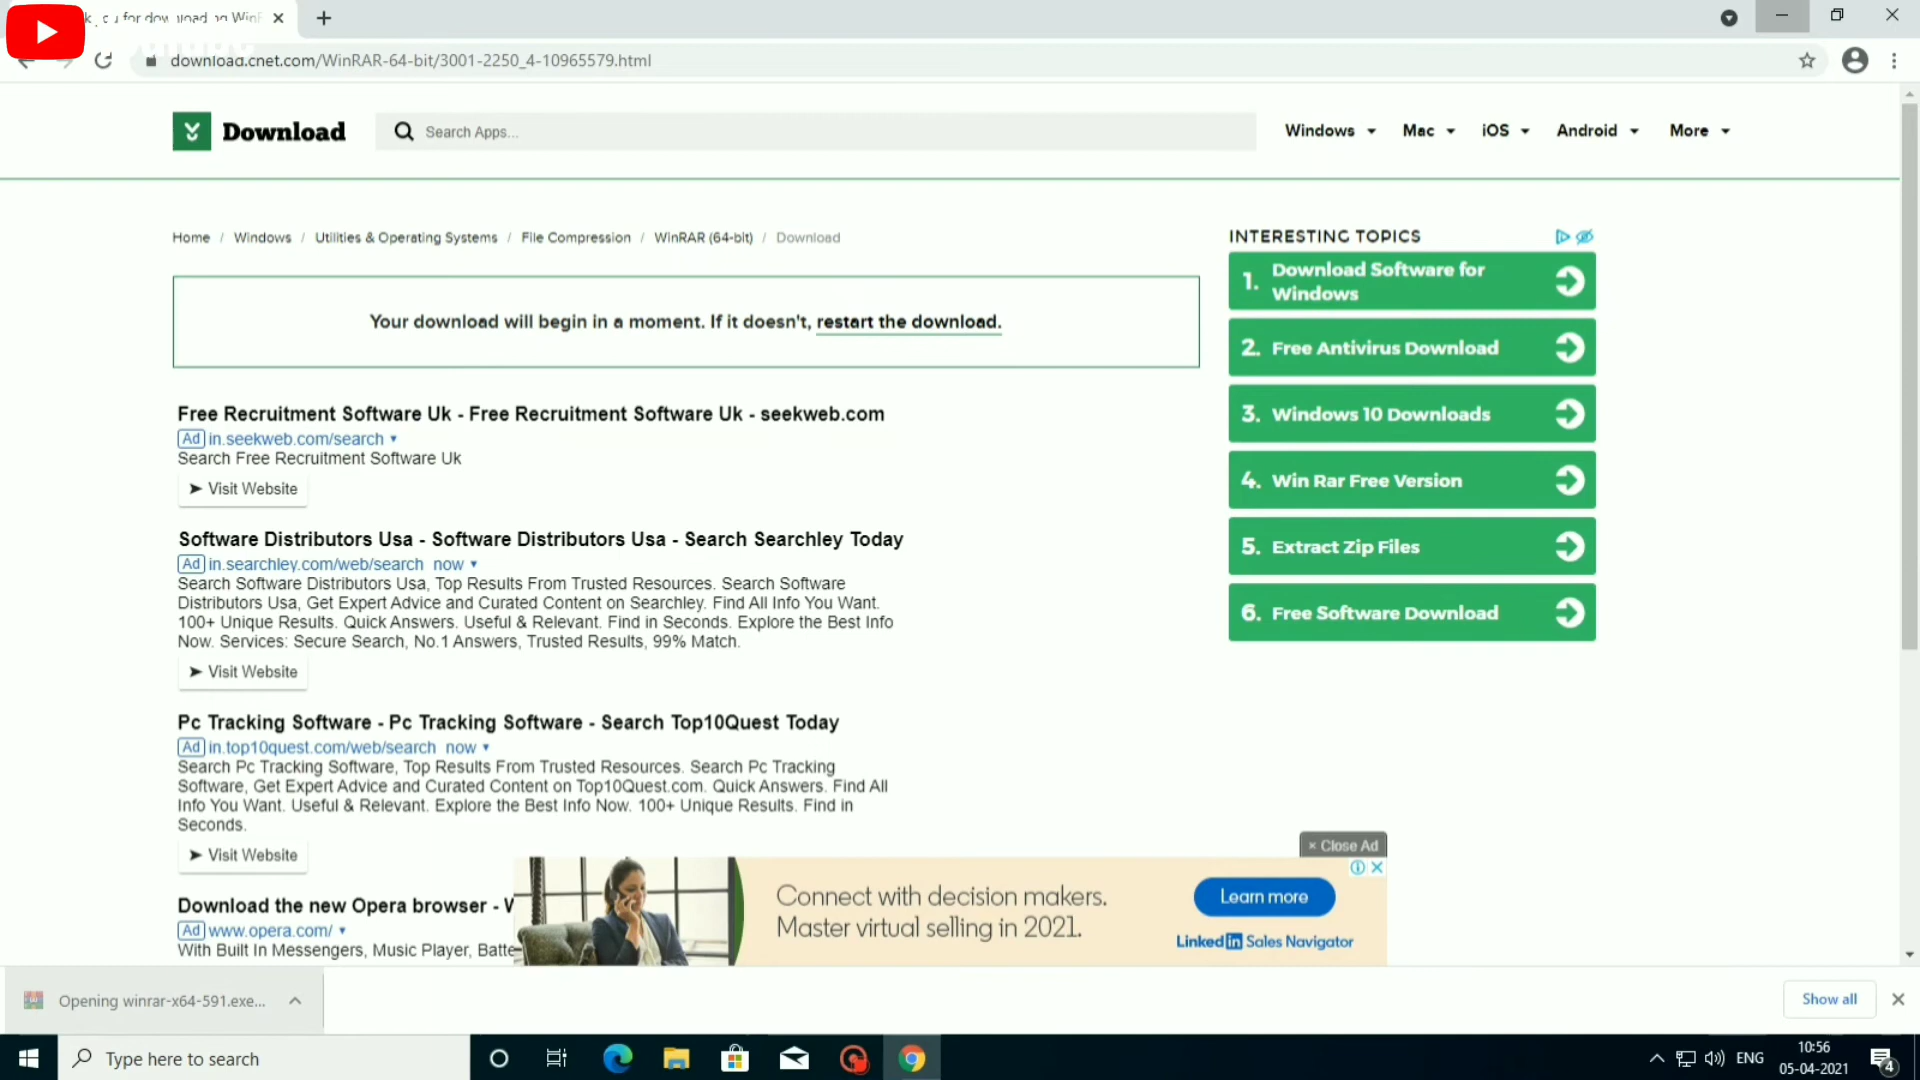 for download ng Win
download.cnet.com/WinRAR-64-bit/3001-2250_4-10965579.html
Download
Search Apps...
Windows
Mac
iOS
Android
More
Home / Windows / Utilities & Operating Systems / File Compression / WinRAR (64-bit) / Download
Your download will begin in a moment. If it doesn't, restart the download.
Free Recruitment Software Uk - Free Recruitment Software Uk - seekweb.com
Ad in.seekweb.com/search
Search Free Recruitment Software Uk
Visit Website
Software Distributors Usa - Software Distributors Usa - Search Searchley Today
Ad in.searchley.com/web/search now
Search Software Distributors Usa, Top Results From Trusted Resources. Search Software
Distributors Usa, Get Expert Advice and Curated Content on Searchley. Find All Info You Want.
100+ Unique Results. Quick Answers. Useful & Relevant. Find in Seconds. Explore the Best Info
Now. Services: Secure Search, No.1 Answers, Trusted Results, 99% Match.
Visit Website
Pc Tracking Software - Pc Tracking Software - Search Top10Quest Today
Ad in.top10quest.com/web/search now
Search Pc Tracking Software, Top Results From Trusted Resources. Search Pc Tracking
Software, Get Expert Advice and Curated Content on Top10Quest.com. Quick Answers. Find All
Info You Want. Useful & Relevant. Explore the Best Info Now. 100+ Unique Results. Find in
Seconds.
Visit Website
Download the new Opera browser -
Ad www.opera.com/
With Built In Messengers, Music Player, Batte
INTERESTING TOPICS
1. Download Software for
Windows
2. Free Antivirus Download
3. Windows 10 Downloads
4. Win Rar Free Version
5. Extract Zip Files
6. Free Software Download
× Close Ad
Connect with decision makers.
Master virtual selling in 2021.
Learn more
Linked in Sales Navigator
Opening winrar-x64-591.exe...
Show all
Type here to search
ENG
10:56
05-04-2021
4